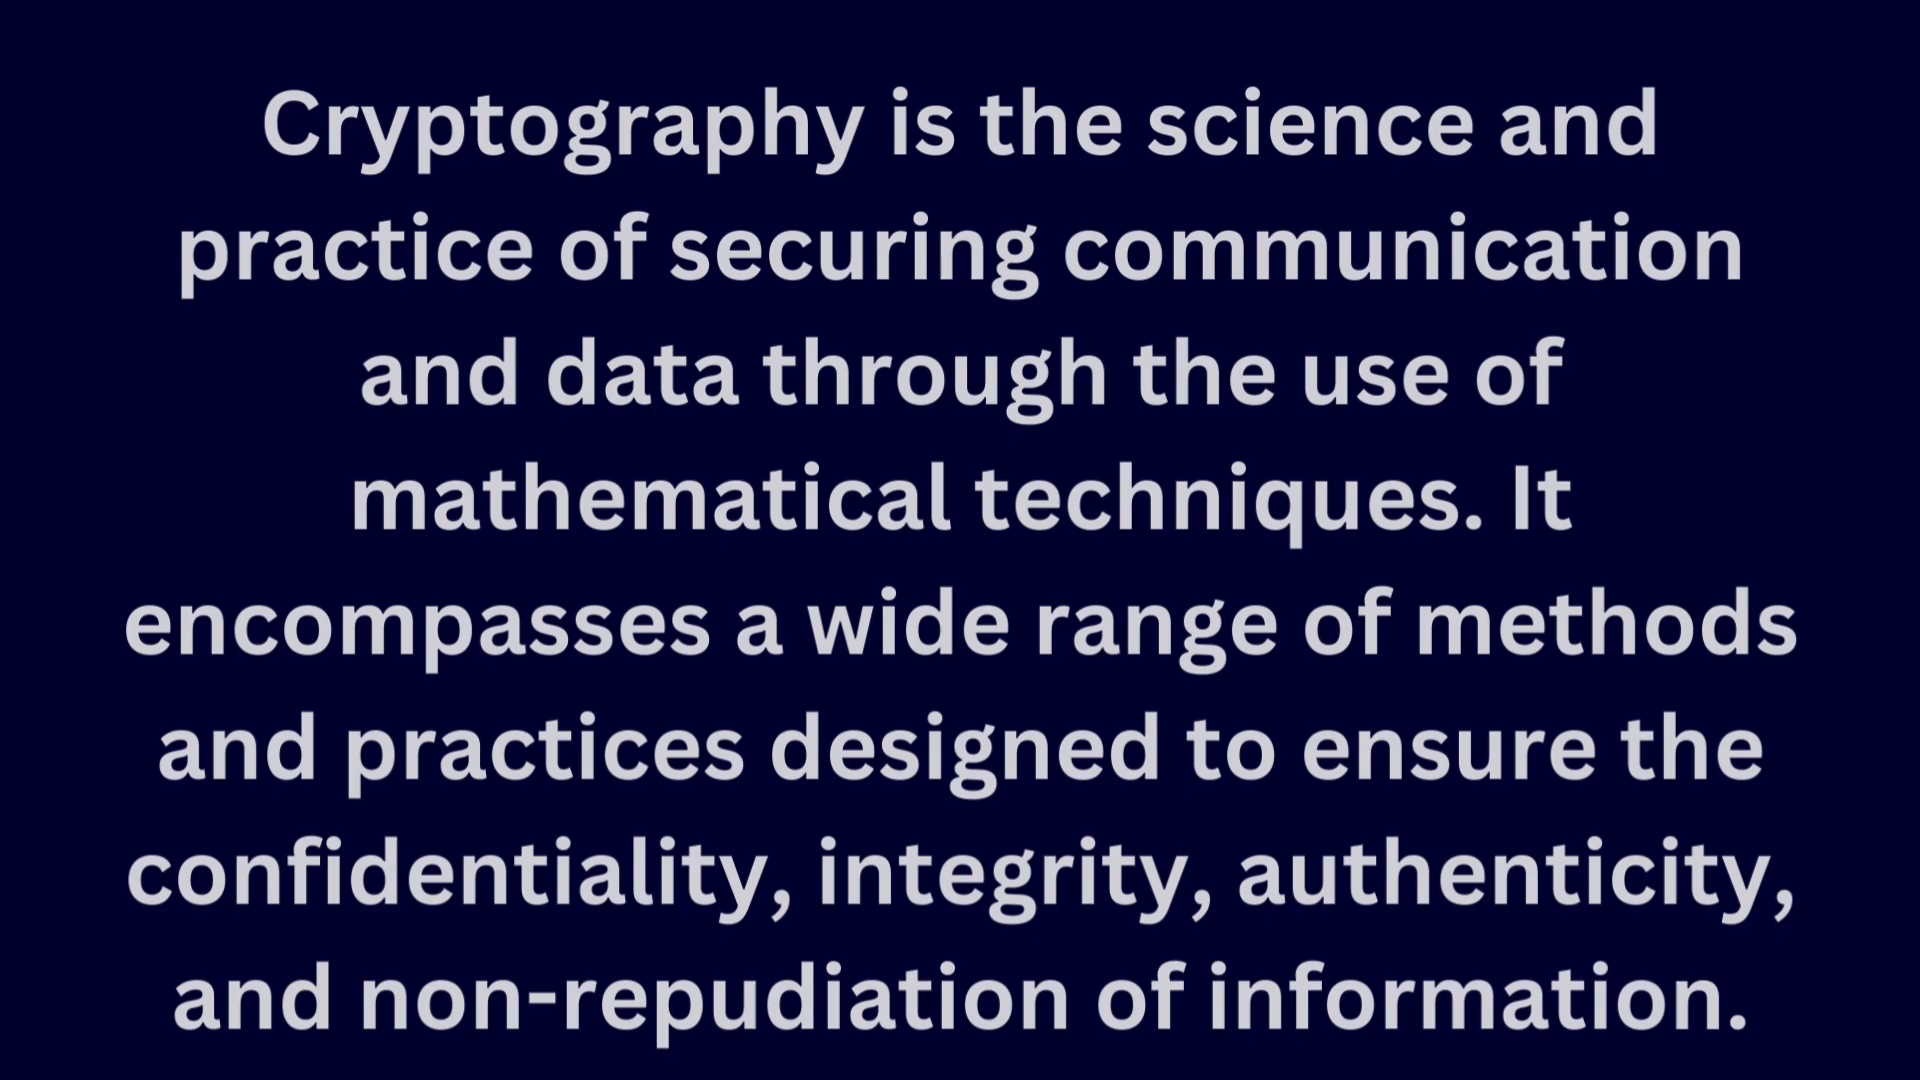 Cryptography is the science and
practice of securing communication
and data through the use of
mathematical techniques. It
encompasses a wide range of methods
and practices designed to ensure the
confidentiality, integrity, authenticity,
and non-repudiation of information.